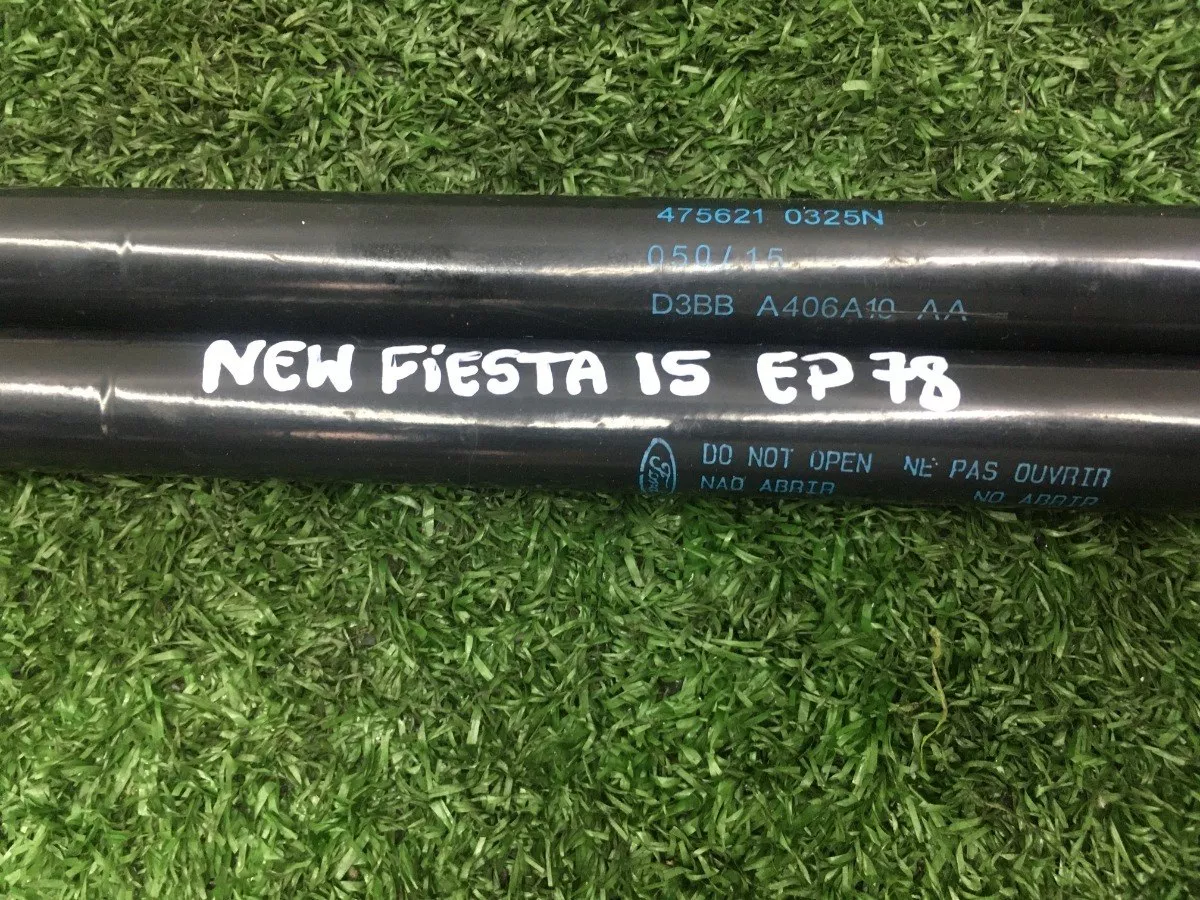 475621 0325N
050/15
D3BB A406A10 AA
NEW FiESTA 15 EP 78
Ford
DO NOT OPEN NE PAS OUVRIR
NAO ABRIR NO ABRIR